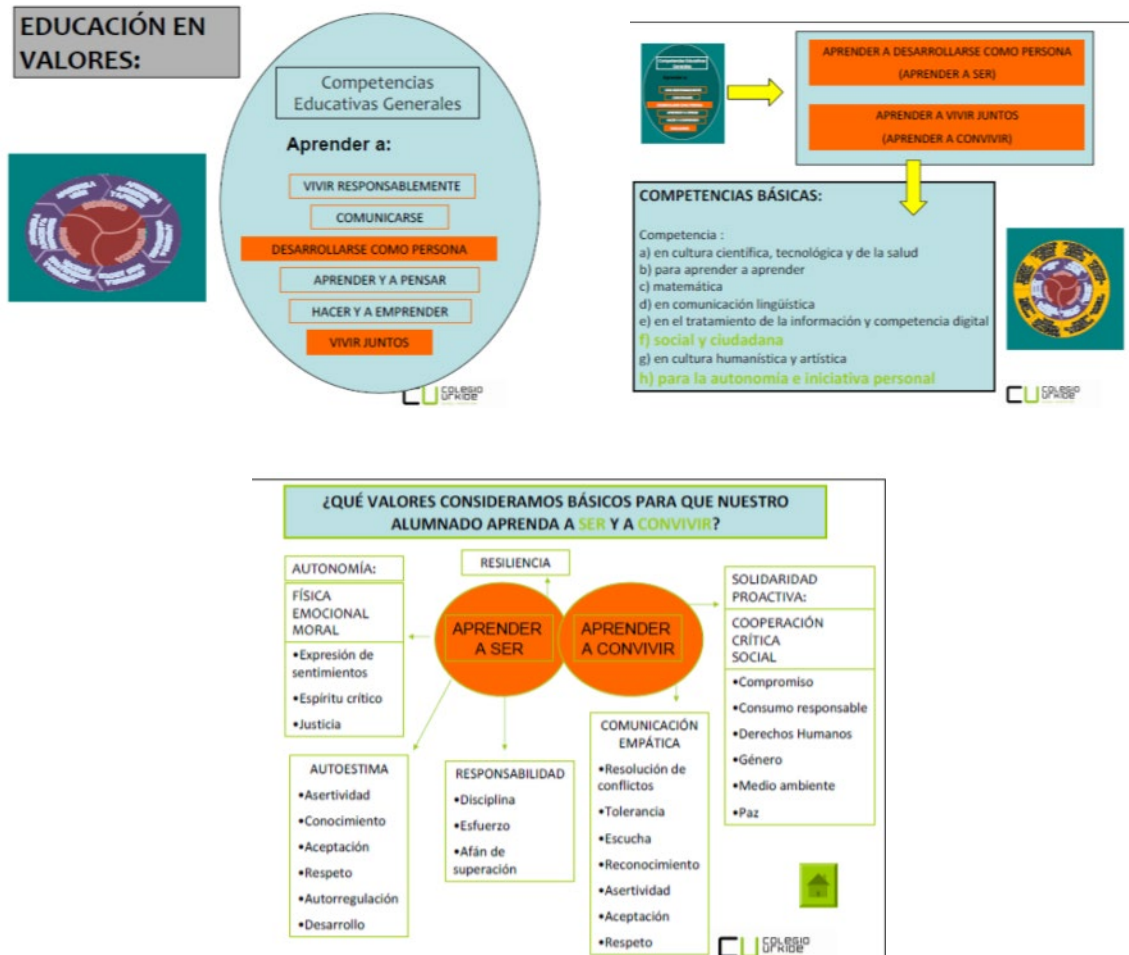 EDUCACIÓN EN
VALORES:
Competencias
Educativas Generales
Aprender a:
VIVIR RESPONSABLEMENTE
COMUNICARSE
DESARROLLARSE COMO PERSONA
APRENDER Y A PENSAR
HACER Y A EMPRENDER
VIVIR JUNTOS
CU COLEGIO
URKIDE
APRENDER A DESARROLLARSE COMO PERSONA
(APRENDER A SER)
APRENDER A VIVIR JUNTOS
(APRENDER A CONVIVIR)
COMPETENCIAS BÁSICAS:
Competencia :
a) en cultura científica, tecnológica y de la salud
b) para aprender a aprender
c) matemática
d) en comunicación lingüística
e) en el tratamiento de la información y competencia digital
f) social y ciudadana
g) en cultura humanística y artística
h) para la autonomía e iniciativa personal
CU COLEGIO
URKIDE
¿QUÉ VALORES CONSIDERAMOS BÁSICOS PARA QUE NUESTRO
ALUMNADO APRENDA A SER Y A CONVIVIR?
AUTONOMÍA:
FÍSICA
EMOCIONAL
MORAL
•Expresión de
sentimientos
•Espíritu crítico
•Justicia
RESILIENCIA
APRENDER
A SER
APRENDER
A CONVIVIR
SOLIDARIDAD
PROACTIVA:
COOPERACIÓN
CRÍTICA
SOCIAL
•Compromiso
•Consumo responsable
•Derechos Humanos
•Género
•Medio ambiente
•Paz
AUTOESTIMA
•Asertividad
•Conocimiento
•Aceptación
•Respeto
•Autorregulación
•Desarrollo
RESPONSABILIDAD
•Disciplina
•Esfuerzo
•Afán de
superación
COMUNICACIÓN
EMPÁTICA
•Resolución de
conflictos
•Tolerancia
•Escucha
•Reconocimiento
•Asertividad
•Aceptación
•Respeto
CU COLEGIO
URKIDE